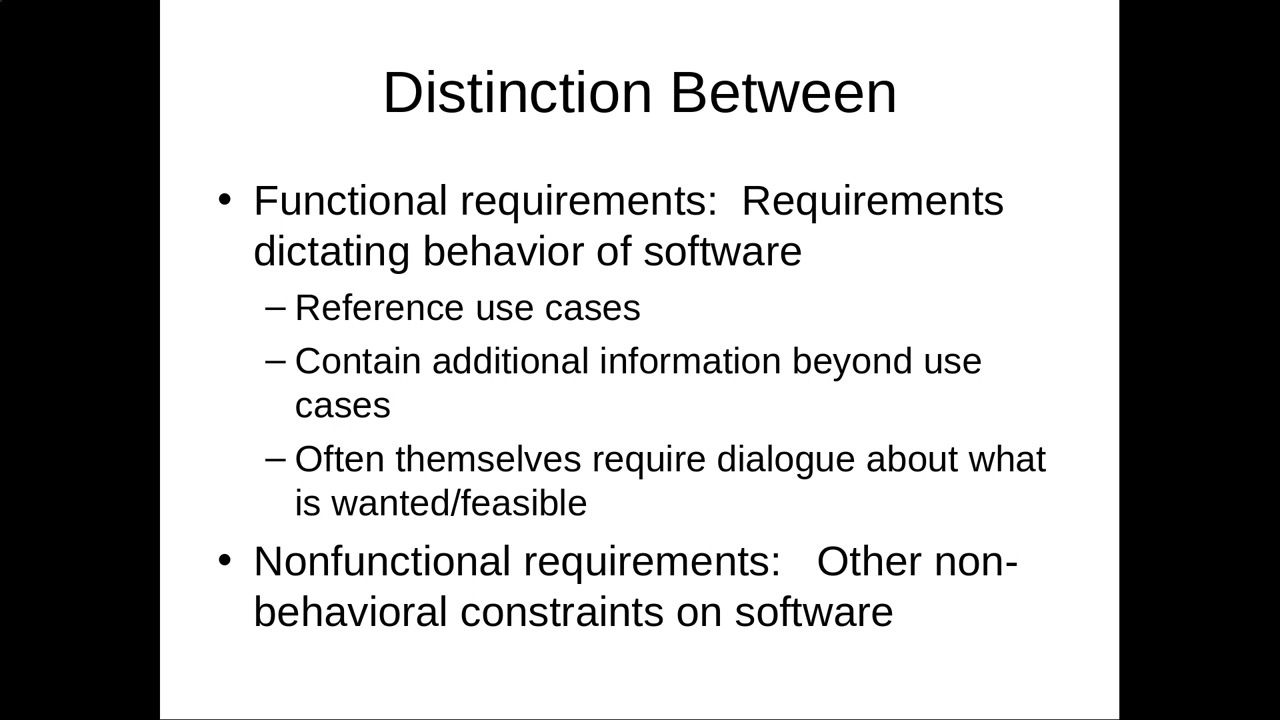 Distinction Between
• Functional requirements:  Requirements
dictating behavior of software
– Reference use cases
– Contain additional information beyond use
cases
– Often themselves require dialogue about what
is wanted/feasible
• Nonfunctional requirements:   Other non-
behavioral constraints on software